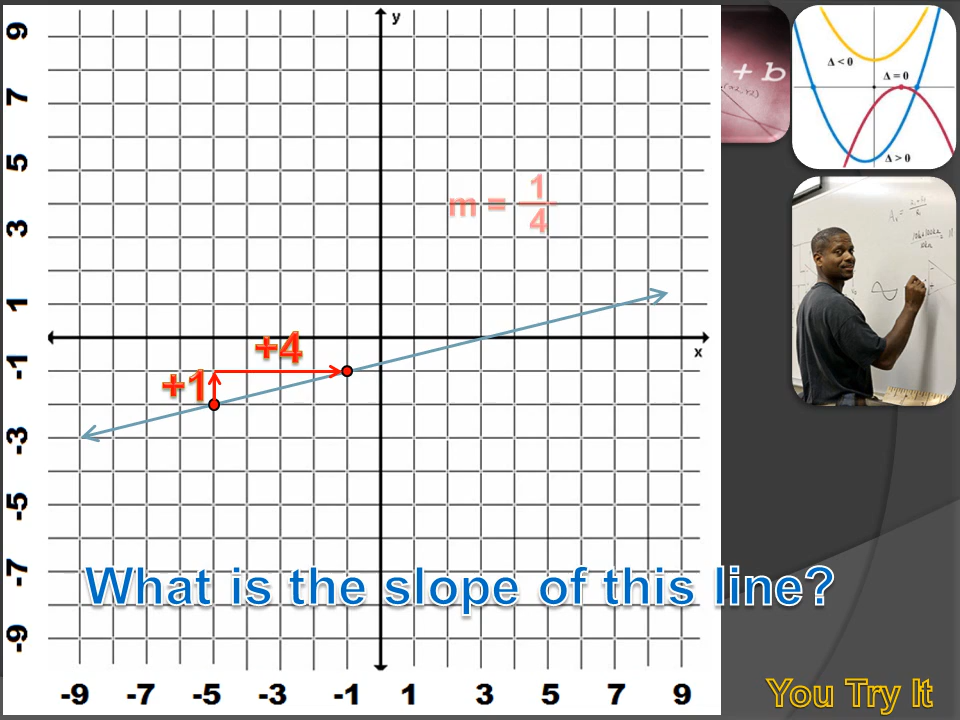 y
9
7
5
3
1
-1
-3
-5
-7
-9
x
m = 1
4
+4
+1
What is the slope of this line?
-9 -7 -5 -3 -1 1 3 5 7 9
+ b
Δ < 0
Δ = 0
Δ > 0
You Try It